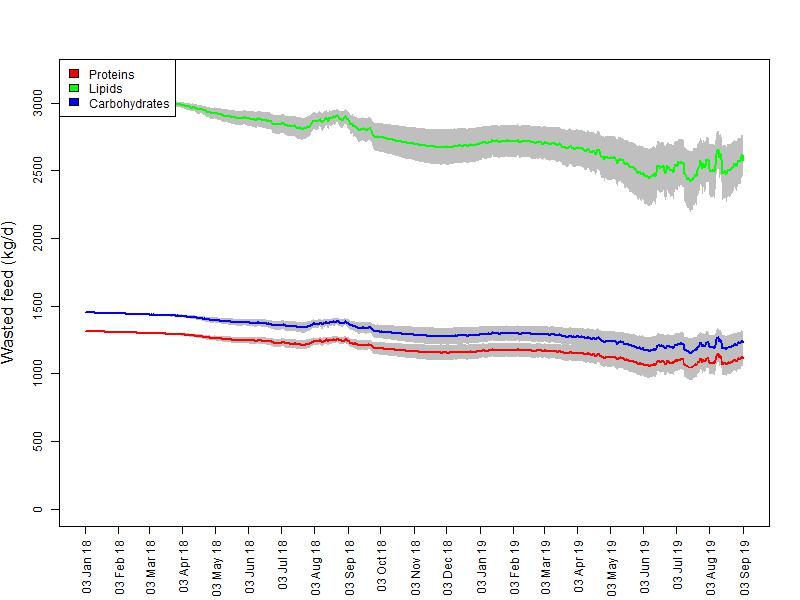 Proteins
Lipids
Carbohydrates
Wasted feed (kg/d)
3000
2500
2000
1500
1000
500
0
03 Jan 18
03 Feb 18
03 Mar 18
03 Apr 18
03 May 18
03 Jun 18
03 Jul 18
03 Aug 18
03 Sep 18
03 Oct 18
03 Nov 18
03 Dec 18
03 Jan 19
03 Feb 19
03 Mar 19
03 Apr 19
03 May 19
03 Jun 19
03 Jul 19
03 Aug 19
03 Sep 19